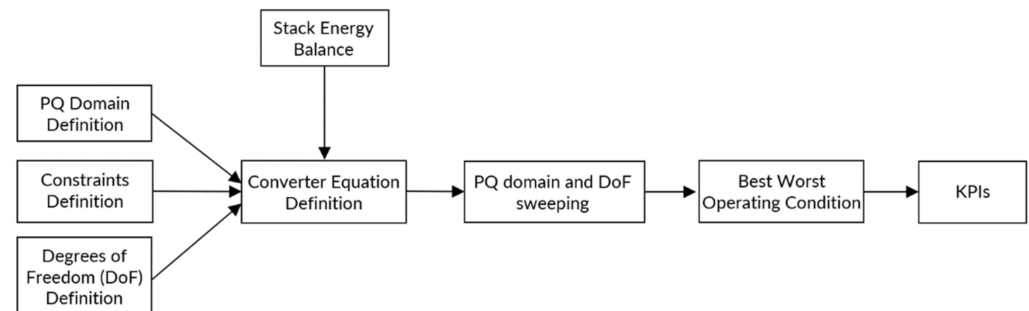 Stack Energy
Balance
PQ Domain
Definition
Constraints
Definition
Degrees of
Freedom (DoF)
Definition
Converter Equation
Definition
PQ domain and DoF
sweeping
Best Worst
Operating Condition
KPIs